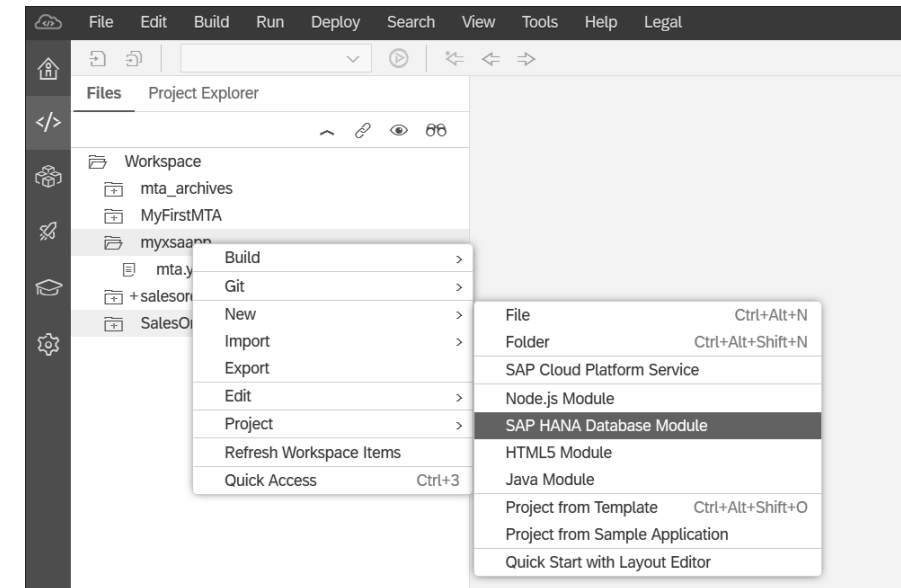 File Edit Build Run Deploy Search View Tools Help Legal
Files Project Explorer
Workspace
mta_archives
MyFirstMTA
myxsaapp
mta.y
+ salesor
SalesOr
Build
Git
New
Import
Export
Edit
Project
Refresh Workspace Items
Quick Access Ctrl+3
File Ctrl+Alt+N
Folder Ctrl+Alt+Shift+N
SAP Cloud Platform Service
Node.js Module
SAP HANA Database Module
HTML5 Module
Java Module
Project from Template Ctrl+Alt+Shift+O
Project from Sample Application
Quick Start with Layout Editor